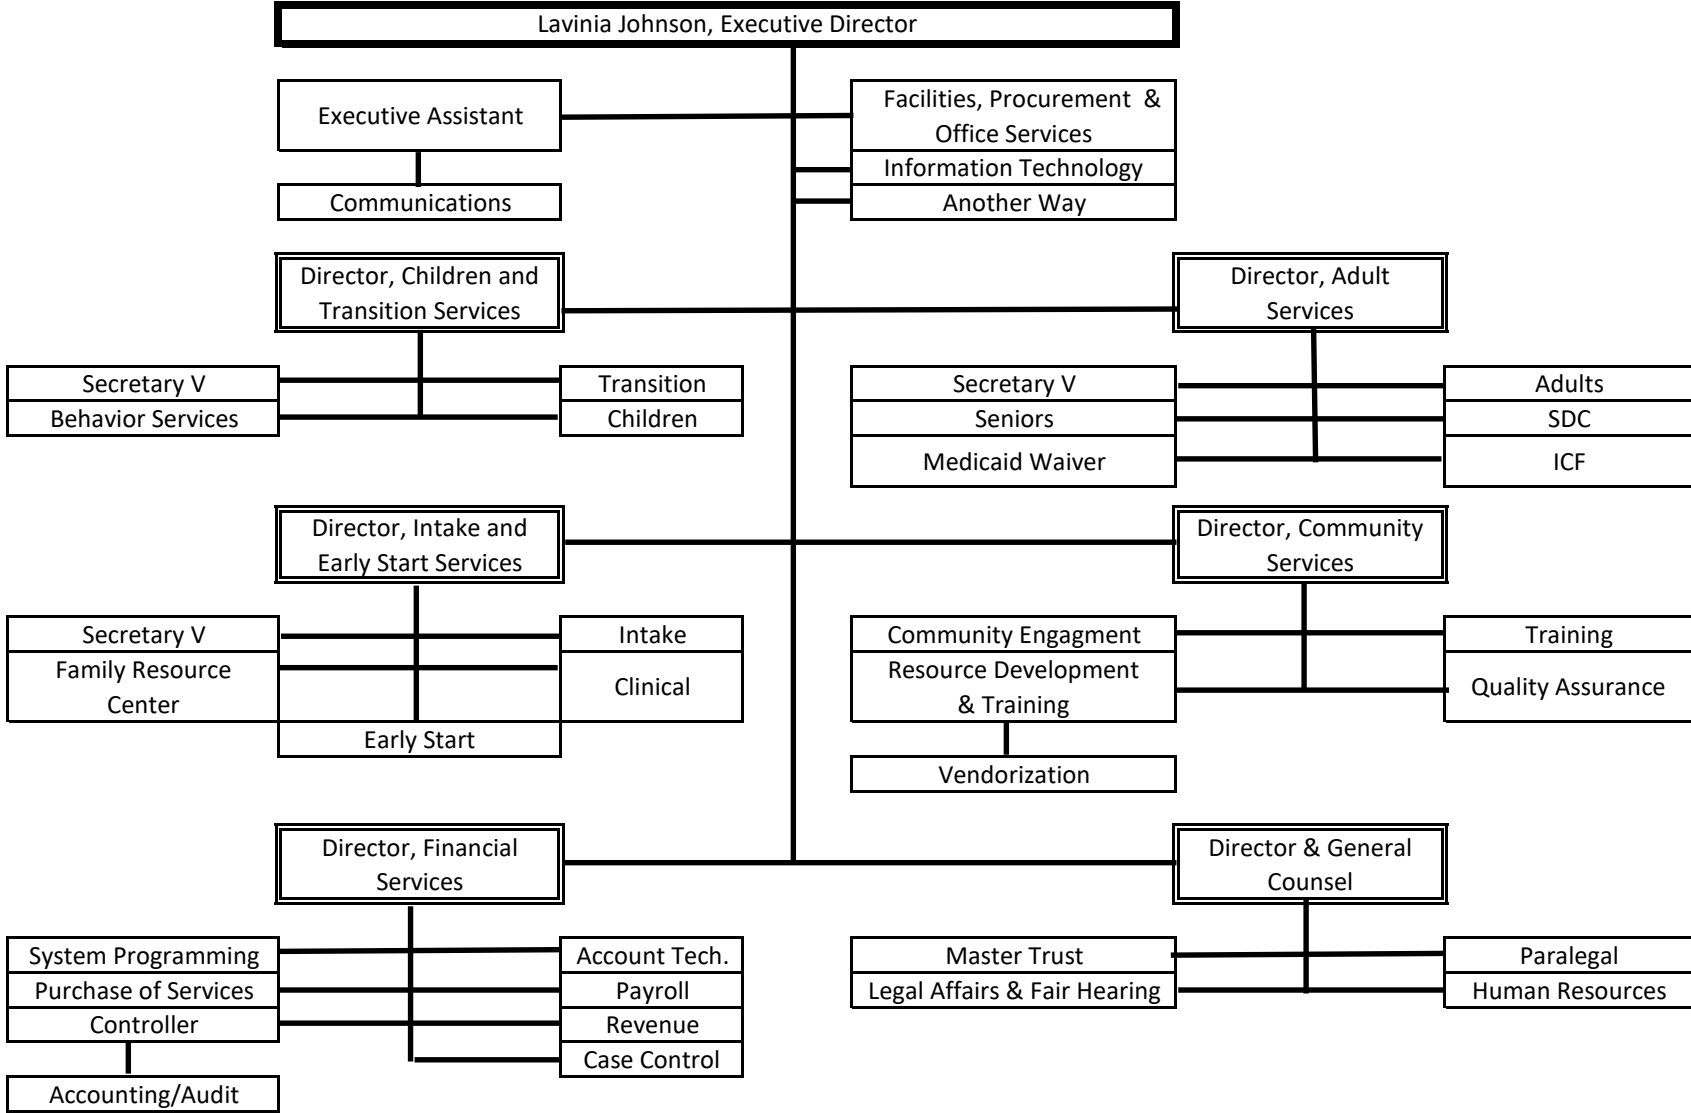 Lavinia Johnson, Executive Director
Executive Assistant
Facilities, Procurement &
Office Services
Information Technology
Communications
Another Way
Director, Children and
Transition Services
Director, Adult
Services
Secretary V
Transition
Behavior Services
Children
Secretary V
Adults
Seniors
SDC
Medicaid Waiver
ICF
Director, Intake and
Early Start Services
Director, Community
Services
Secretary V
Intake
Family Resource
Center
Clinical
Early Start
Community Engagment
Training
Resource Development
& Training
Quality Assurance
Vendorization
Director, Financial
Services
Director & General
Counsel
System Programming
Account Tech.
Purchase of Services
Payroll
Controller
Revenue
Case Control
Accounting/Audit
Master Trust
Paralegal
Legal Affairs & Fair Hearing
Human Resources